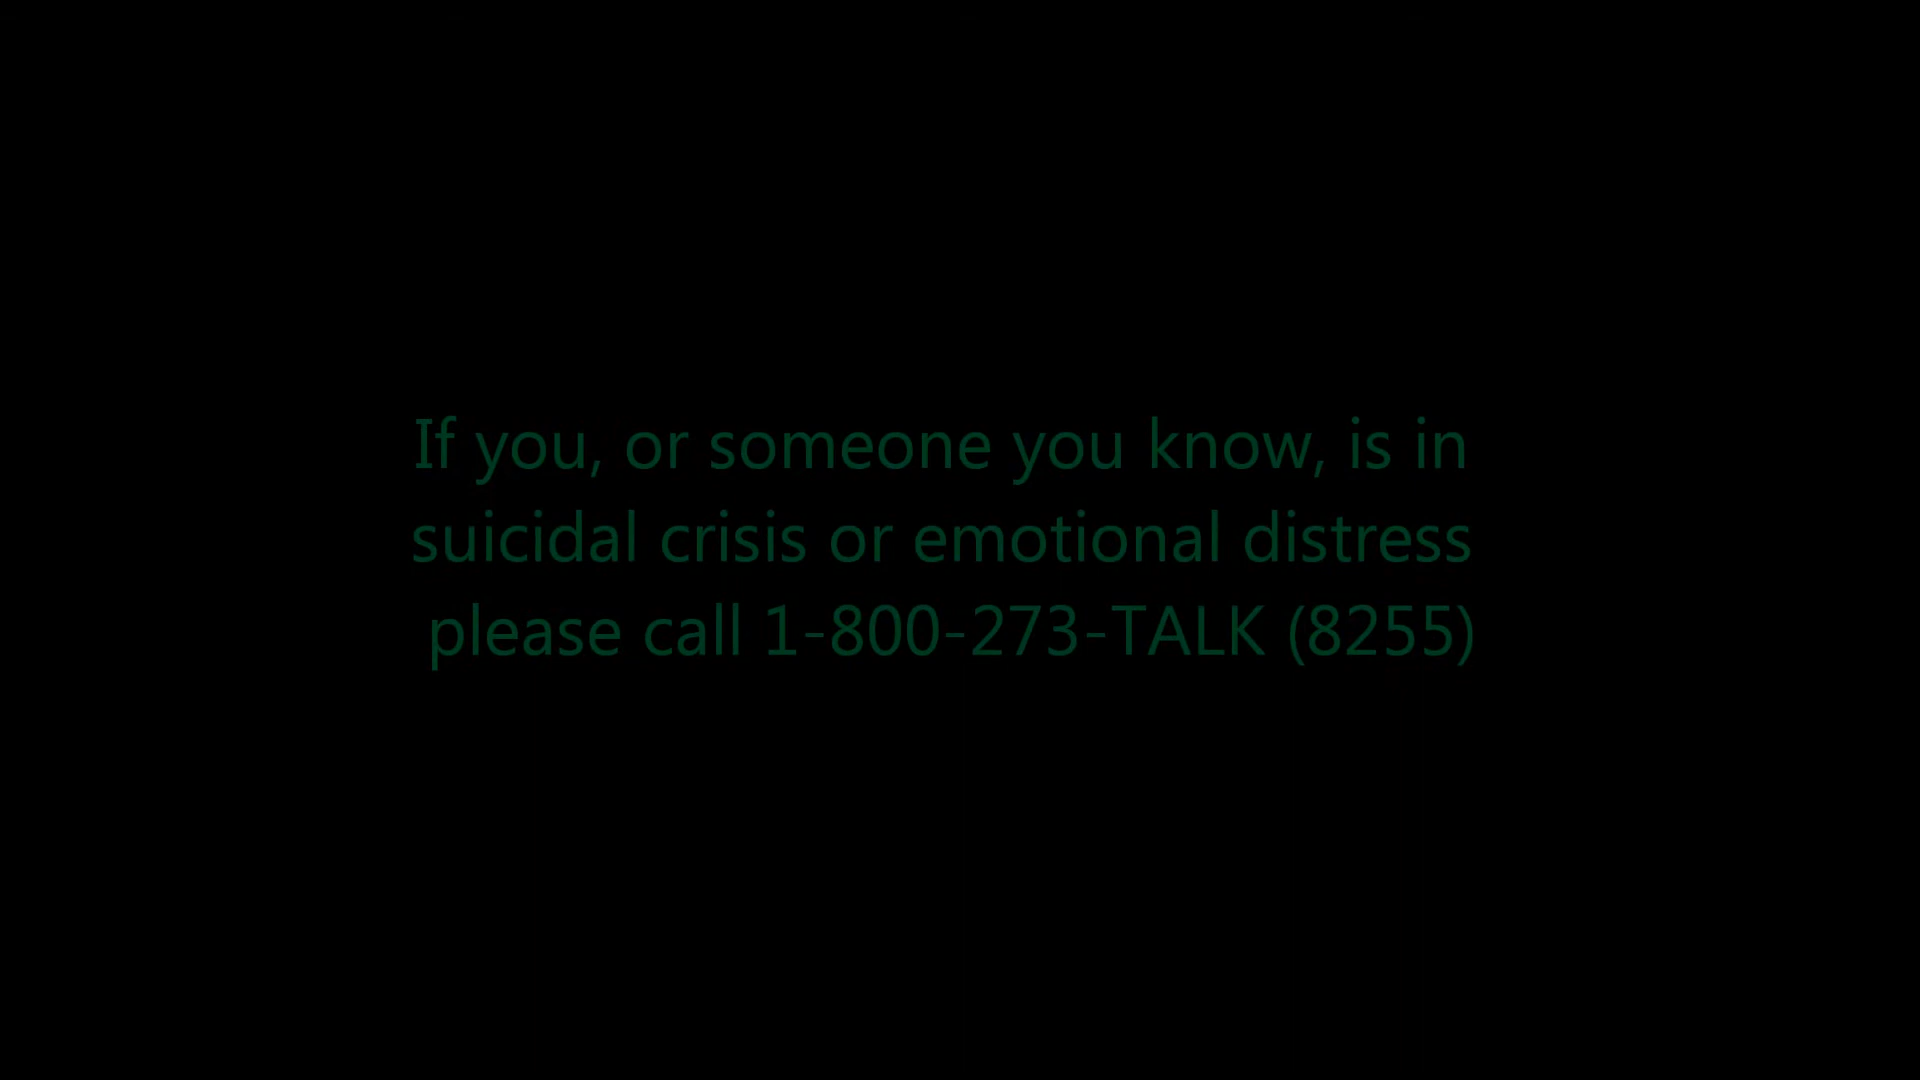 If you, or someone you know, is in
suicidal crisis or emotional distress
please call 1-800-273-TALK (8255)